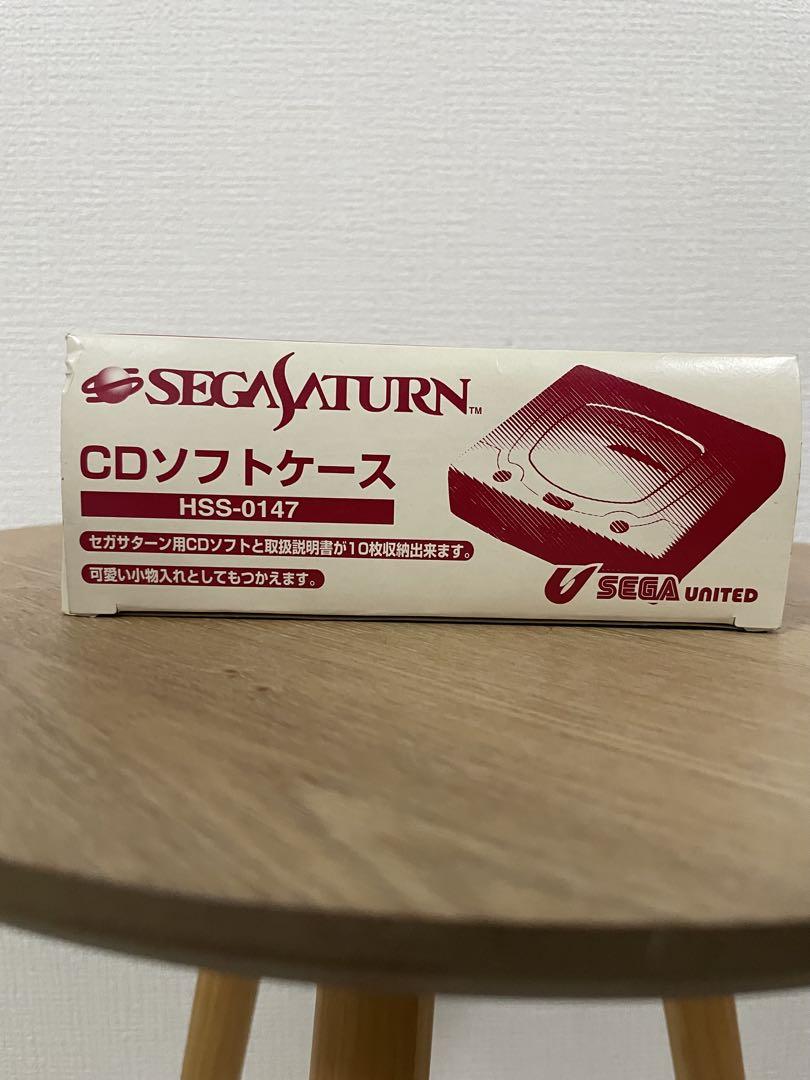 SEGA SATURN™
CDソフトケース
HSS-0147
セガサターン用CDソフトと取扱説明書が10枚収納出来ます。
可愛い小物入れとしてもつかえます。
SEGA UNITED